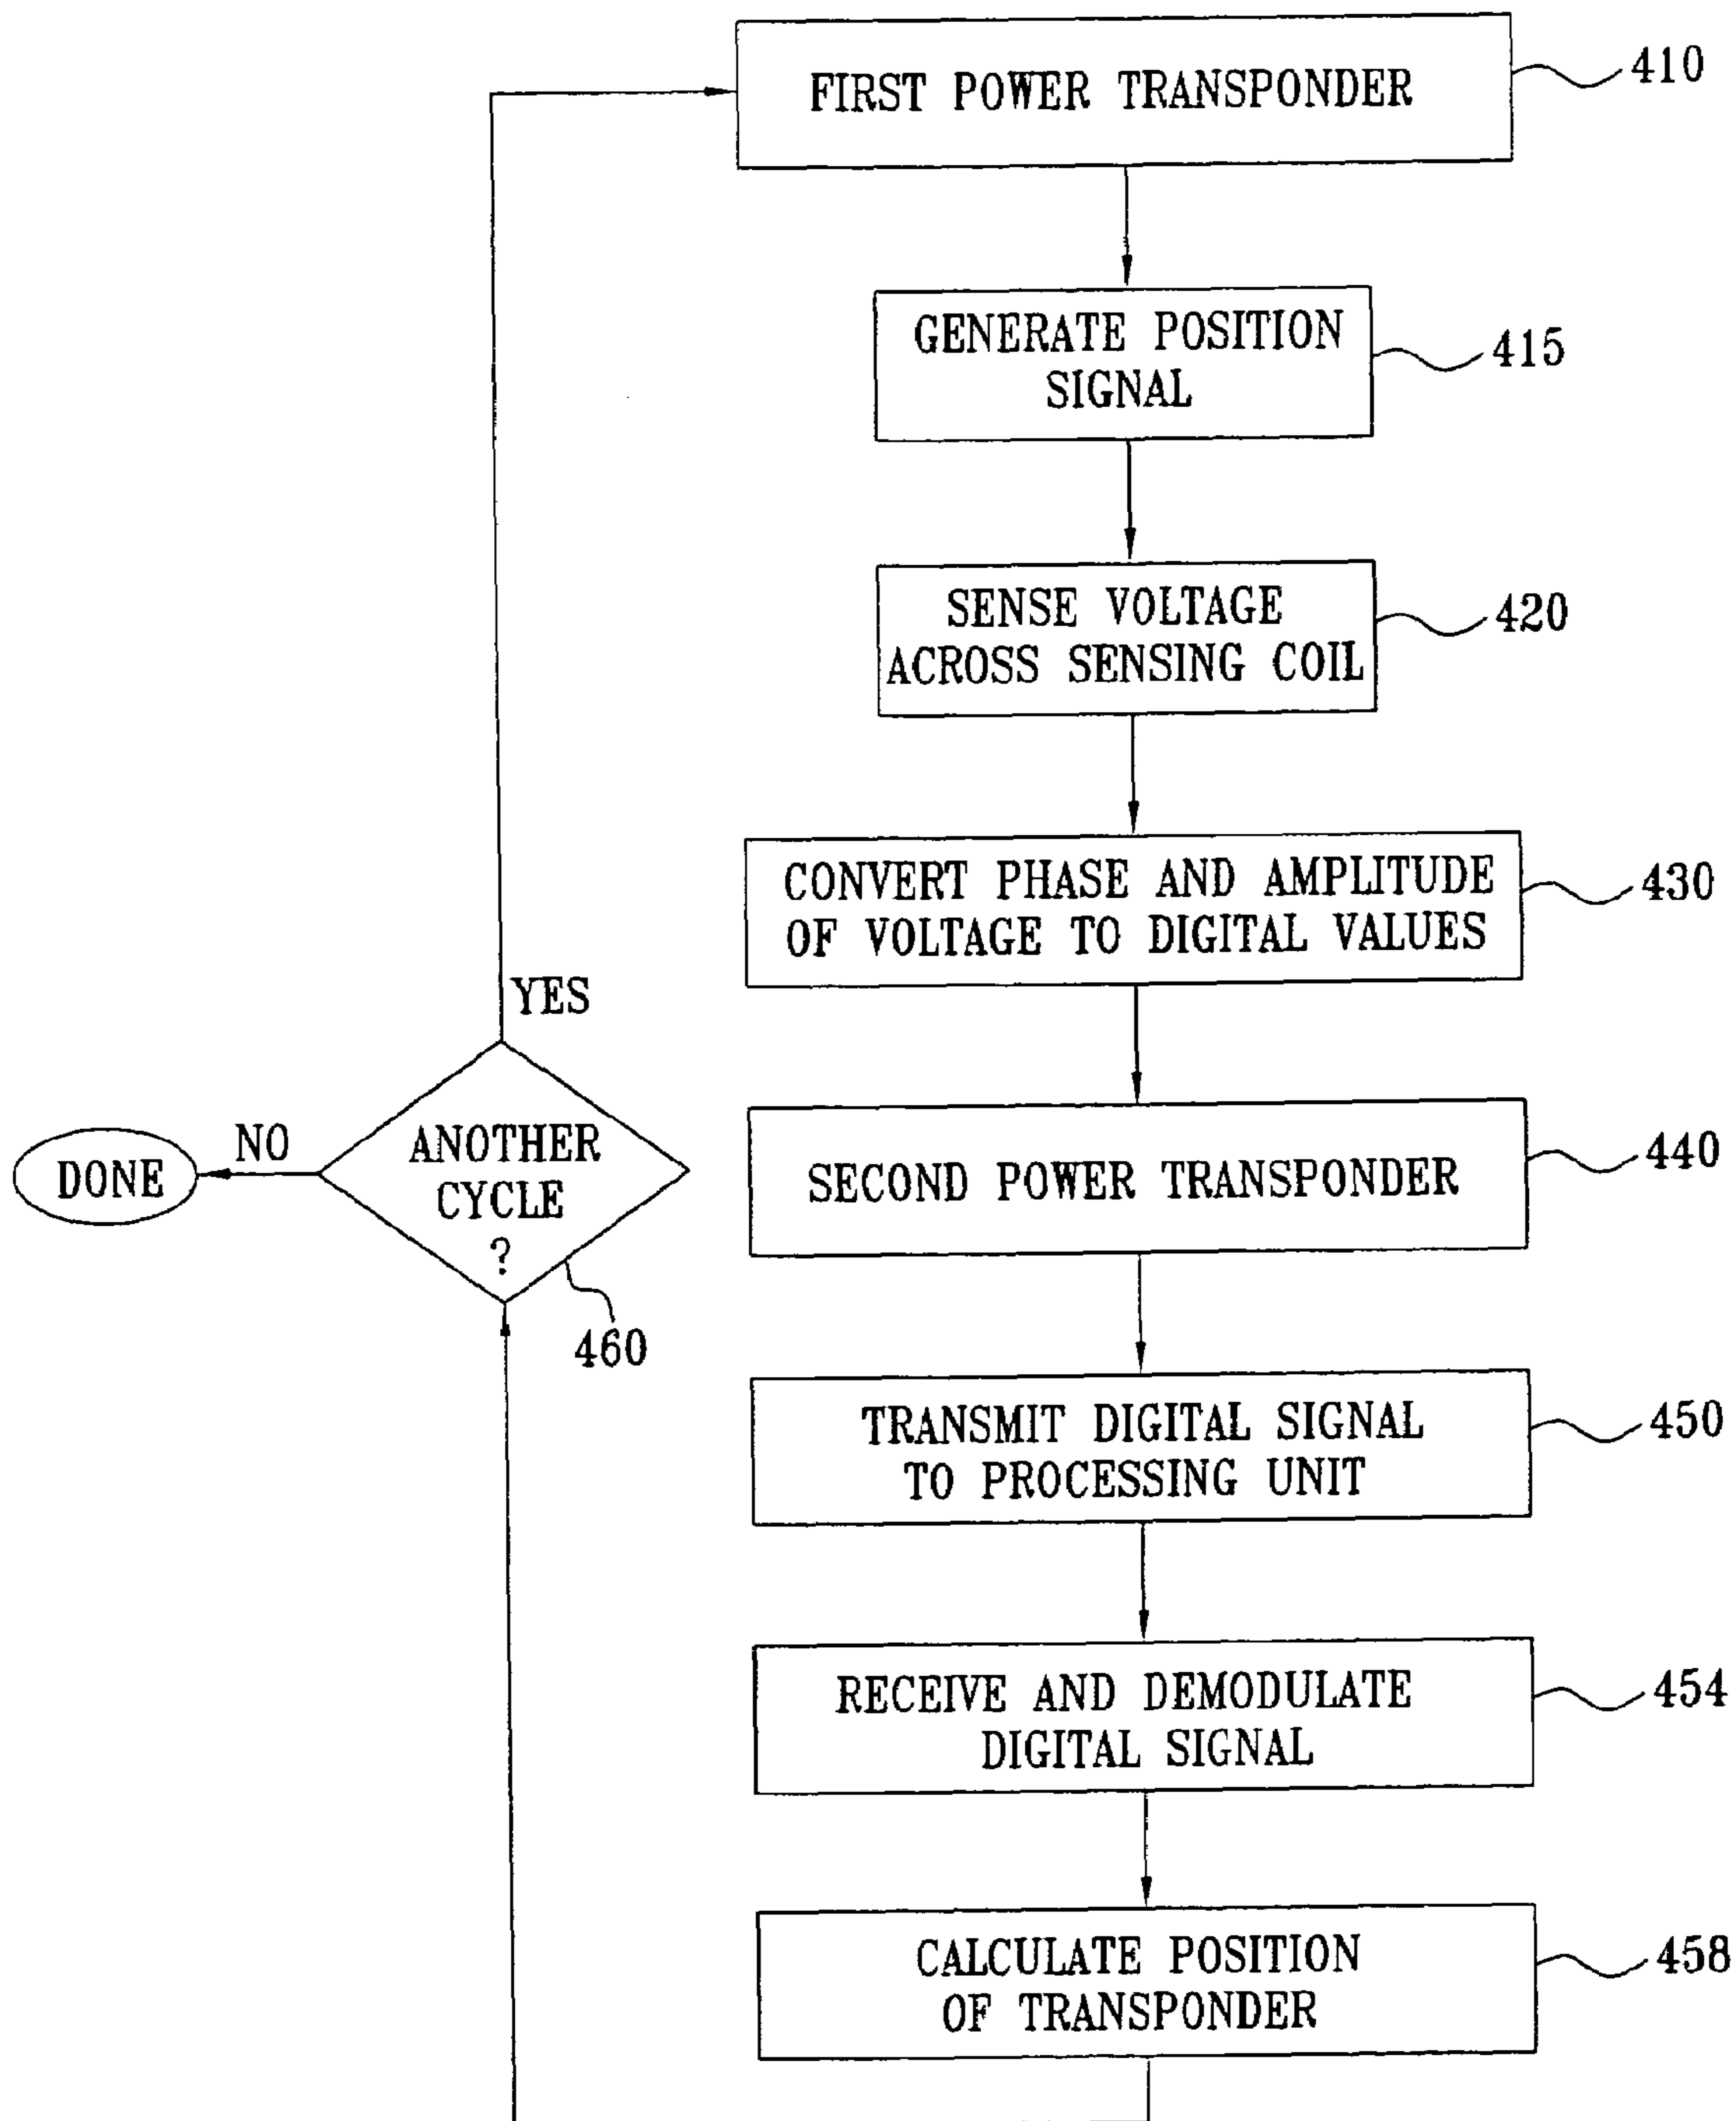 FIRST POWER TRANSPONDER
410
GENERATE POSITION
SIGNAL
415
SENSE VOLTAGE
ACROSS SENSING COIL
420
CONVERT PHASE AND AMPLITUDE
OF VOLTAGE TO DIGITAL VALUES
430
YES
NO
DONE
ANOTHER
CYCLE
?
460
SECOND POWER TRANSPONDER
440
TRANSMIT DIGITAL SIGNAL
TO PROCESSING UNIT
450
RECEIVE AND DEMODULATE
DIGITAL SIGNAL
454
CALCULATE POSITION
OF TRANSPONDER
458